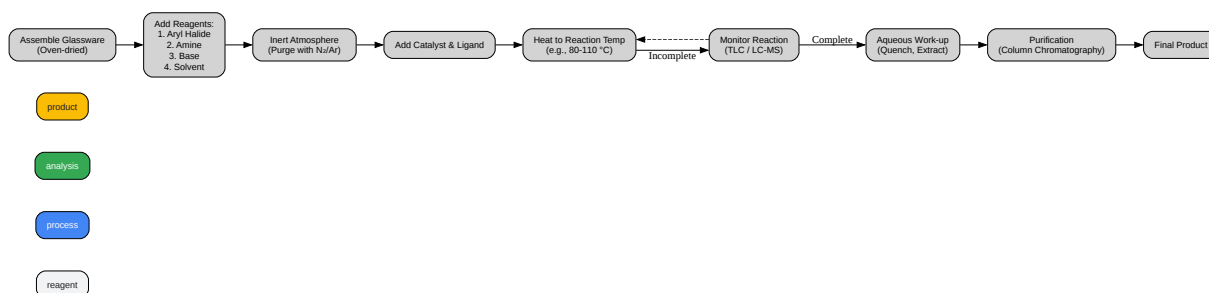 Assemble Glassware
(Oven-dried)
Add Reagents:
1. Aryl Halide
2. Amine
3. Base
4. Solvent
Inert Atmosphere
(Purge with N₂/Ar)
Add Catalyst & Ligand
Heat to Reaction Temp
(e.g., 80-110 °C)
Incomplete
Monitor Reaction
(TLC / LC-MS)
Complete
Aqueous Work-up
(Quench, Extract)
Purification
(Column Chromatography)
Final Product
product
analysis
process
reagent